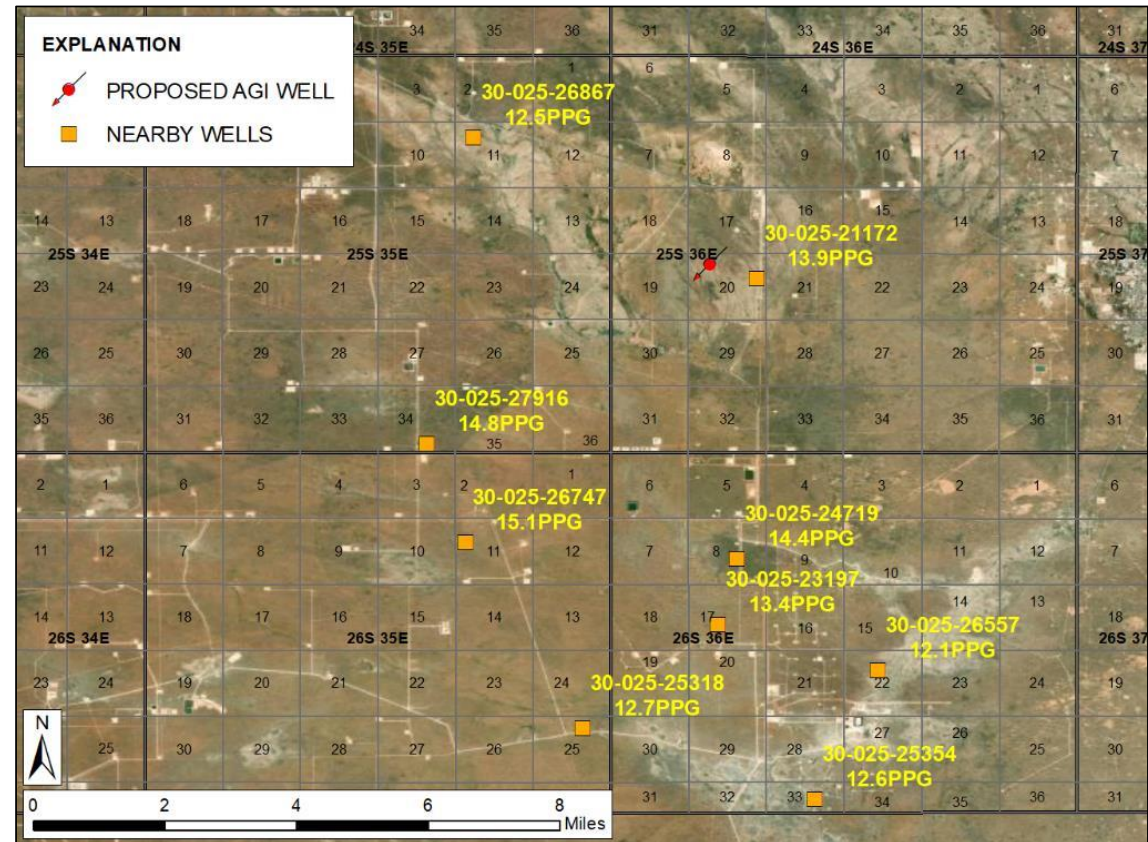 EXPLANATION
PROPOSED AGI WELL
NEARBY WELLS
34 35 36 31 32 33 34 35 36 31
24S 35E 24S 36E 24S 37
3 2 1 6 5 4 3 2 1 6
30-025-26867
12.5PPG
10 11 12 7 8 9 10 11 12 7
14 13 18 17 16 15 14 13 18 17 16 15 14 13 18
30-025-21172
13.9PPG
25S 34E 25S 35E 25S 36E 25S 37
23 24 19 20 21 22 23 24 19 20 21 22 23 24 19
26 25 30 29 28 27 26 25 30 29 28 27 26 25 30
30-025-27916
14.8PPG
35 36 31 32 33 34 35 36 31 32 33 34 35 36 31
2 1 6 5 4 3 2 1 6 5 4 3 2 1 6
30-025-26747
15.1PPG
30-025-24719
14.4PPG
11 12 7 8 9 10 11 12 7 8 9 10 11 12 7
30-025-23197
13.4PPG
14 13 18 17 16 15 14 13 18 17 16 15 14 13 18
30-025-26557
12.1PPG
26S 34E 26S 35E 26S 36E 26S 37
23 24 19 20 21 22 23 24 19 20 21 22 23 24 19
30-025-25318
12.7PPG
25 30 29 28 27 26 25 30 29 28 27 26 25 30
30-025-25354
12.6PPG
31 32 33 34 35 36 31
N
0 2 4 6 8
Miles